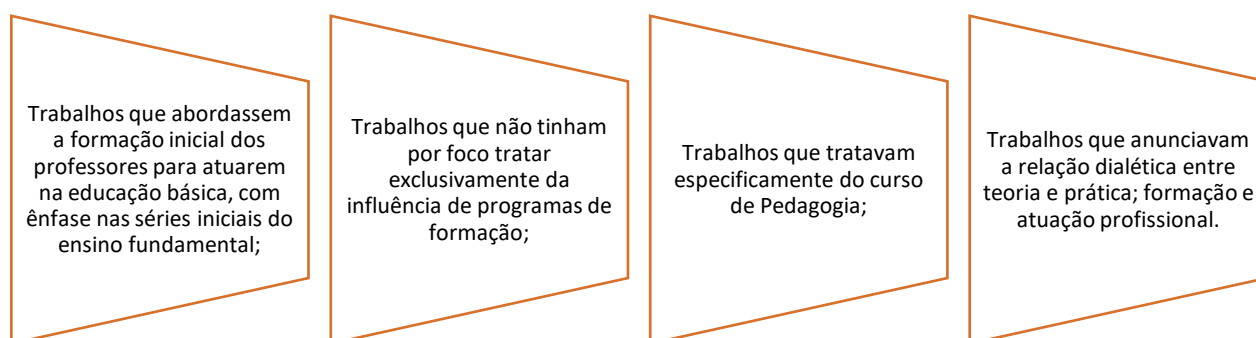 Trabalhos que abordassem
a formação inicial dos
professores para atuarem
na educação básica, com
ênfase nas séries iniciais do
ensino fundamental;
Trabalhos que não tinham
por foco tratar
exclusivamente da
influência de programas de
formação;
Trabalhos que tratavam
especificamente do curso
de Pedagogia;
Trabalhos que anunciavam
a relação dialética entre
teoria e prática; formação e
atuação profissional.